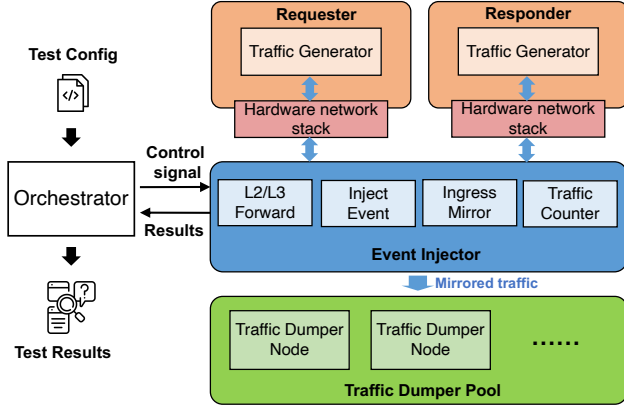 Requester
Traffic Generator
Hardware network
stack
Responder
Traffic Generator
Hardware network
stack
Test Config
</>
Orchestrator
Control
signal
Results
?
Test Results
L2/L3
Forward
Inject
Event
Ingress
Mirror
Traffic
Counter
Event Injector
Mirrored traffic
Traffic Dumper
Node
Traffic Dumper
Node
......
Traffic Dumper Pool